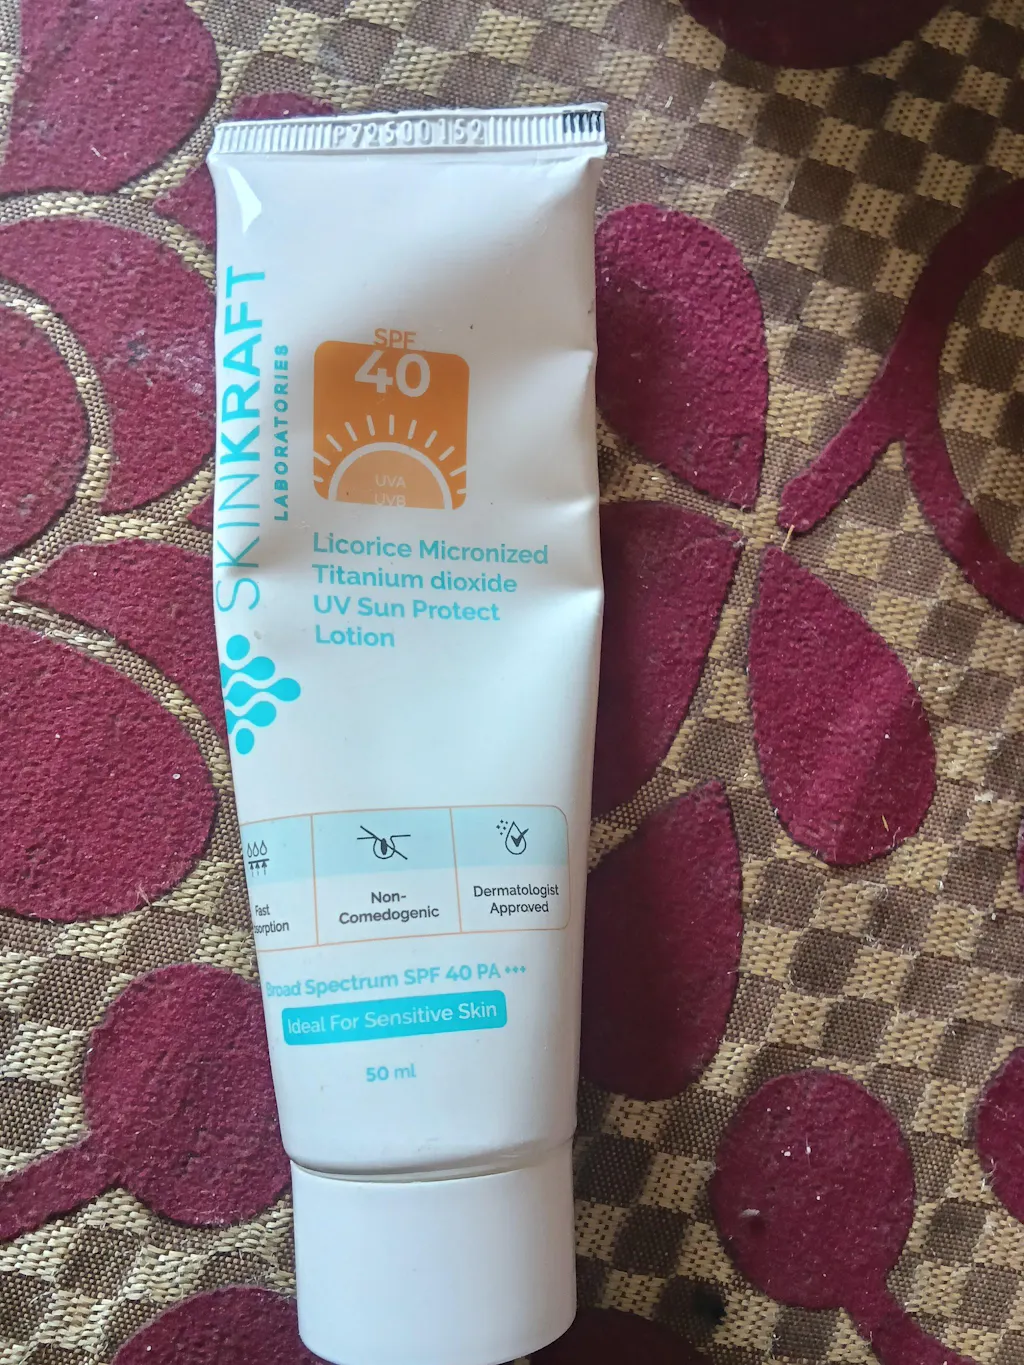 P72500152
SKINKRAFT
LABORATORIES
SPF
40
UVA
UVB
Licorice Micronized
Titanium dioxide
UV Sun Protect
Lotion
Fast
sorption
Non-
Comedogenic
Dermatologist
Approved
Broad Spectrum SPF 40 PA +++
Ideal For Sensitive Skin
50 ml